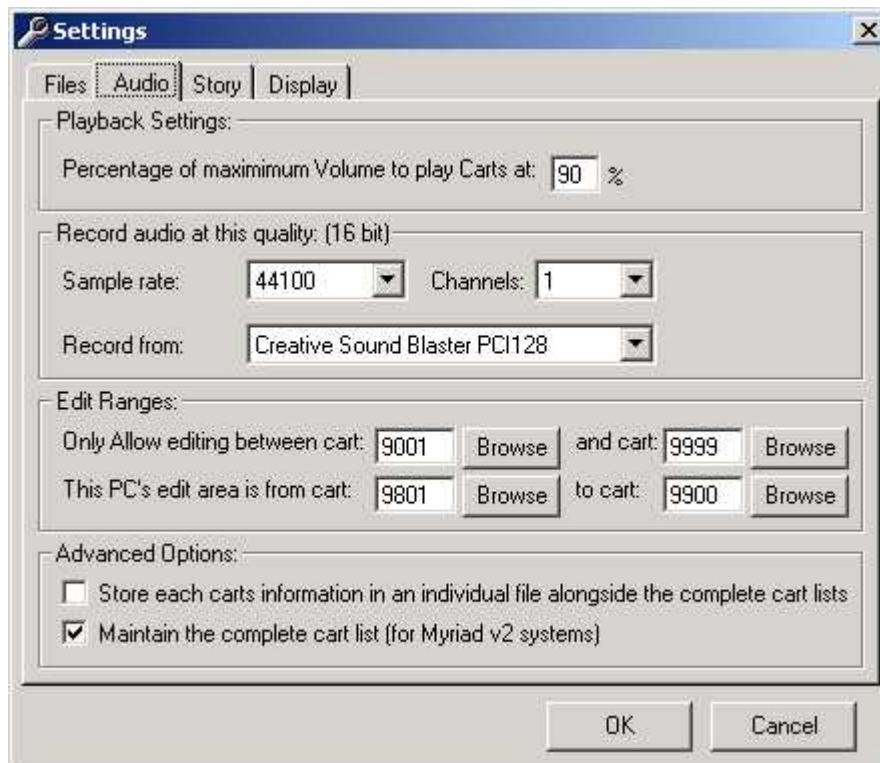 Settings
Files Audio Story Display
Playback Settings:
Percentage of maximimum Volume to play Carts at: 90 %
Record audio at this quality: (16 bit)
Sample rate: 44100 Channels: 1
Record from: Creative Sound Blaster PCI128
Edit Ranges:
Only Allow editing between cart: 9001 Browse and cart: 9999 Browse
This PC's edit area is from cart: 9801 Browse to cart: 9900 Browse
Advanced Options:
Store each carts information in an individual file alongside the complete cart lists
Maintain the complete cart list (for Myriad v2 systems)
OK Cancel